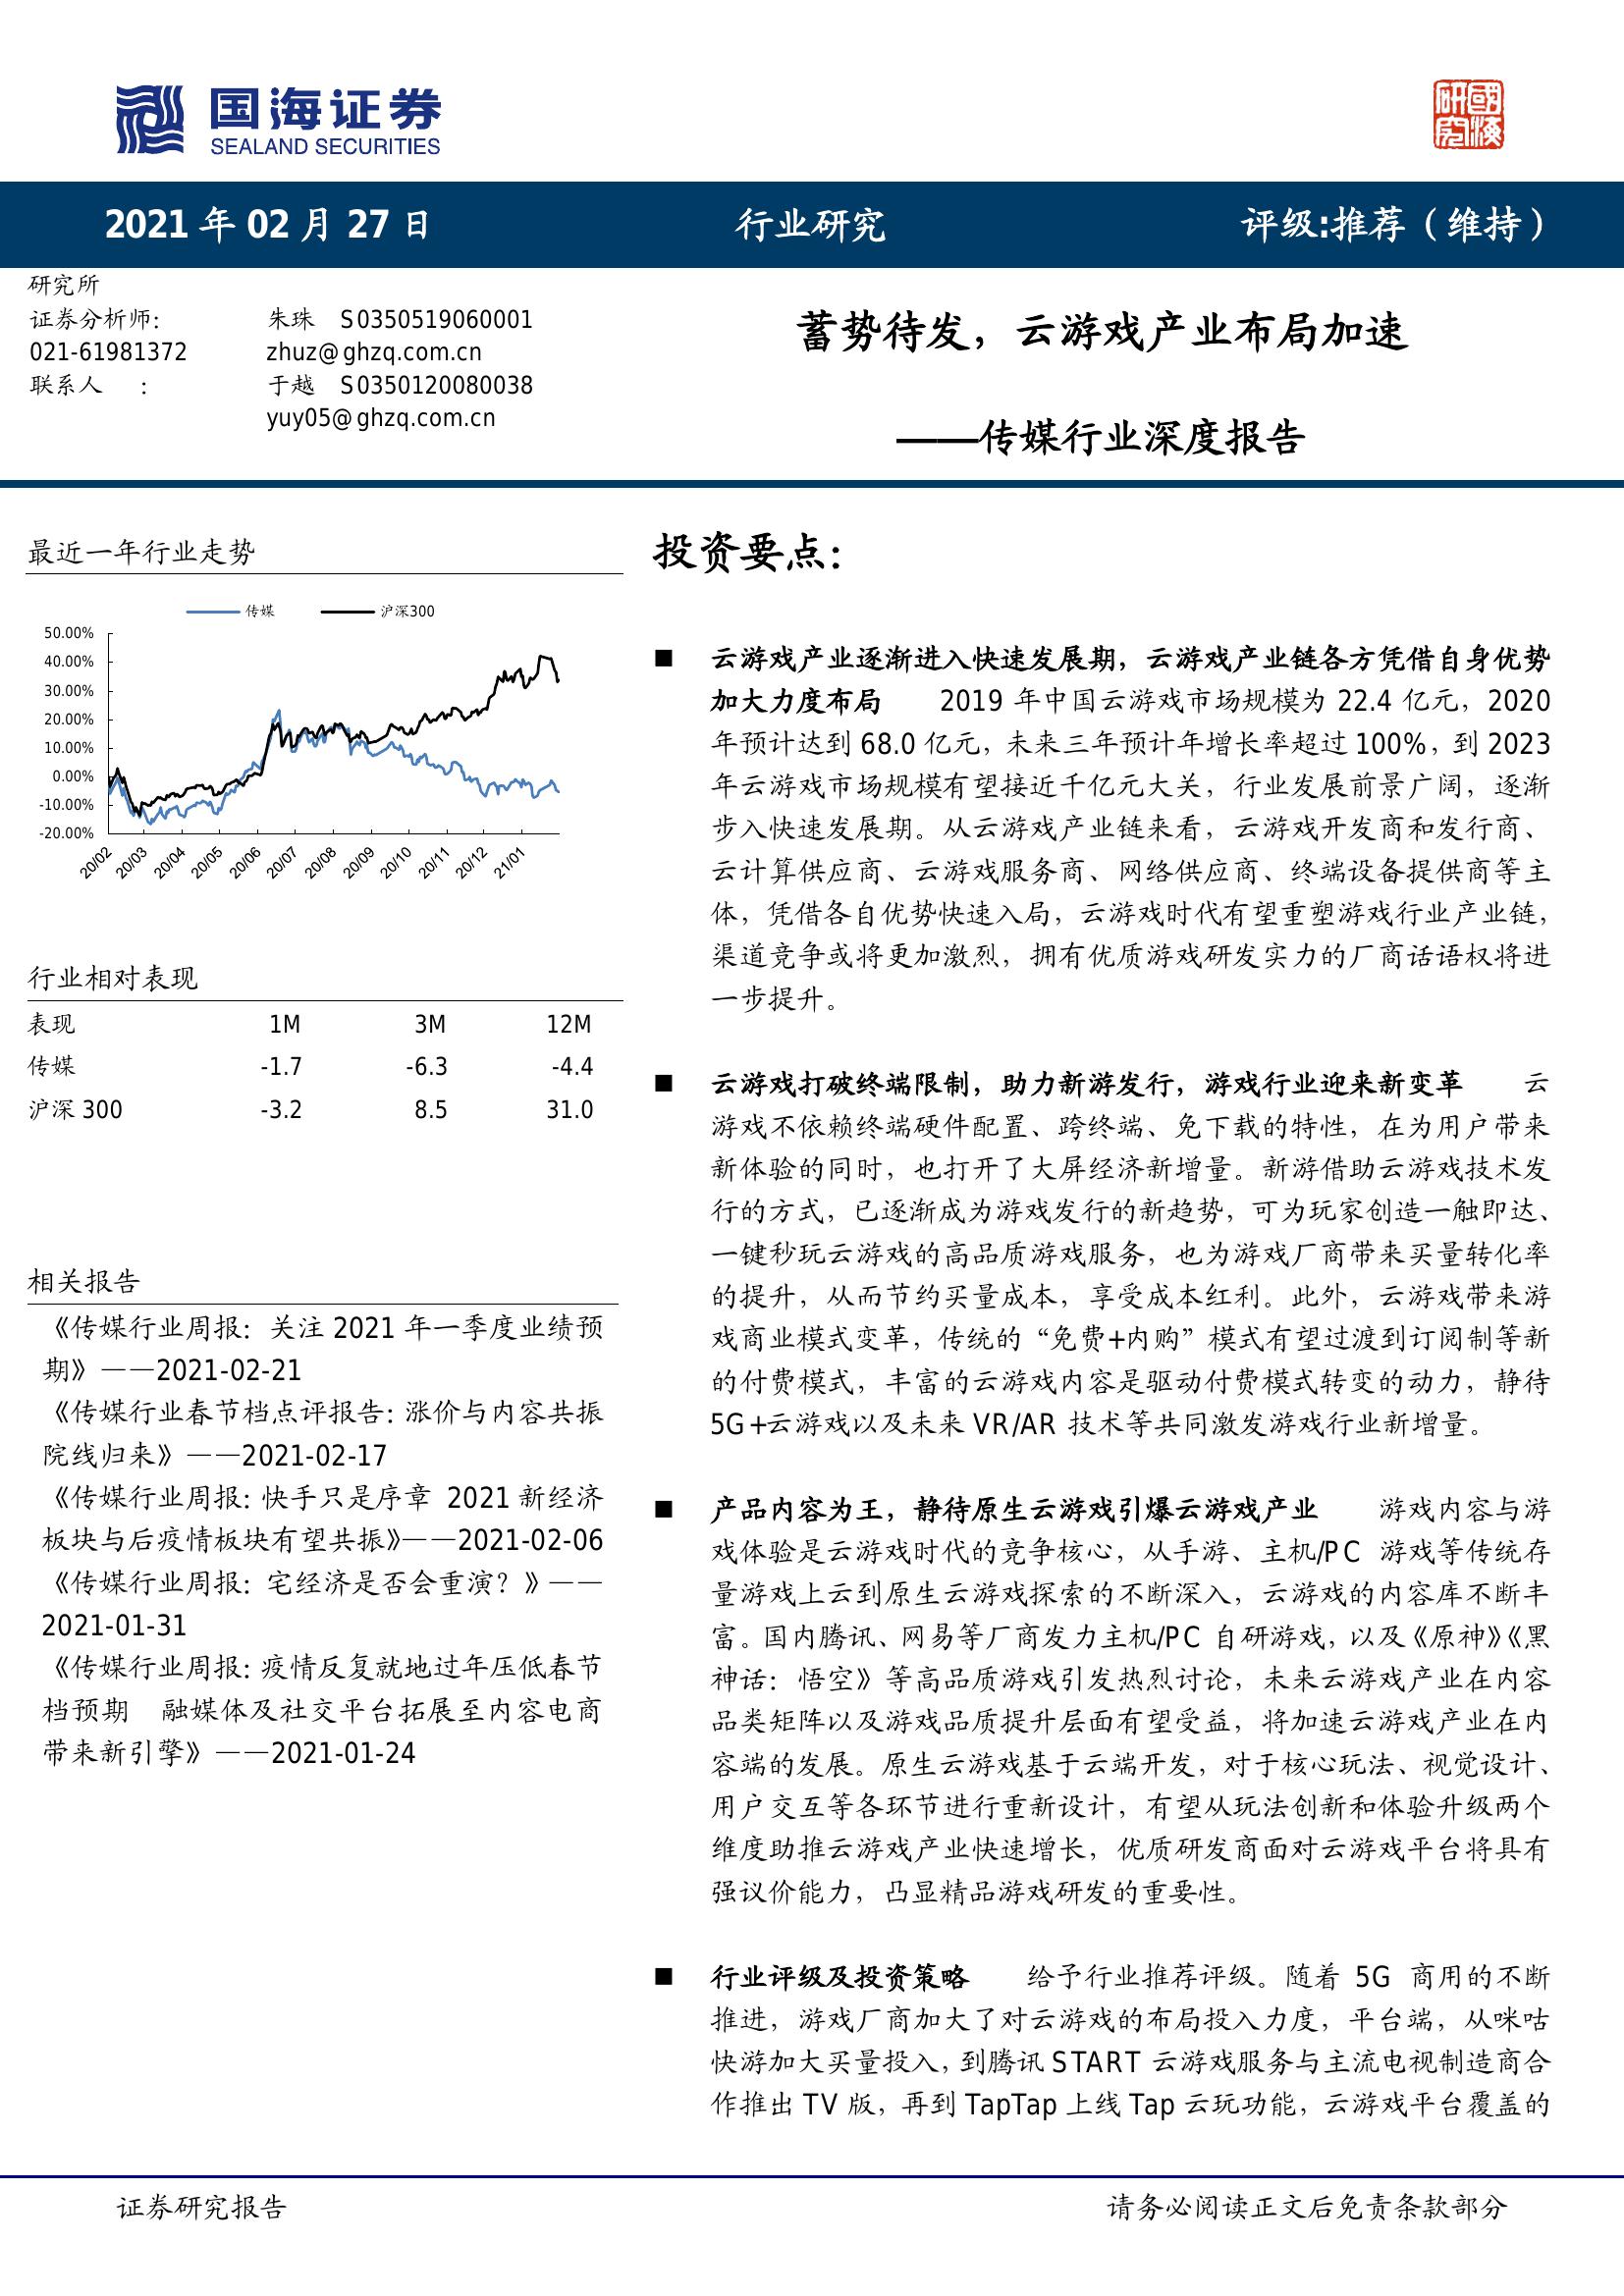 国海证券
SEALAND SECURITIES
國海研究
2021 年 02 月 27 日
行业研究
评级:推荐（维持）
研究所
证券分析师: 朱珠 S0350519060001
021-61981372 zhuz@ghzq.com.cn
联系人 : 于越 S0350120080038
yuy05@ghzq.com.cn
蓄势待发，云游戏产业布局加速
——传媒行业深度报告
最近一年行业走势
传媒 沪深300
50.00%
40.00%
30.00%
20.00%
10.00%
0.00%
-10.00%
-20.00%
20/02 20/03 20/04 20/05 20/06 20/07 20/08 20/09 20/10 20/11 20/12 21/01
行业相对表现
表现 1M 3M 12M
传媒 -1.7 -6.3 -4.4
沪深 300 -3.2 8.5 31.0
相关报告
《传媒行业周报：关注 2021 年一季度业绩预
期》——2021-02-21
《传媒行业春节档点评报告：涨价与内容共振
院线归来》——2021-02-17
《传媒行业周报：快手只是序章 2021 新经济
板块与后疫情板块有望共振》——2021-02-06
《传媒行业周报：宅经济是否会重演？》——
2021-01-31
《传媒行业周报：疫情反复就地过年压低春节
档预期 融媒体及社交平台拓展至内容电商
带来新引擎》——2021-01-24
投资要点：
■ 云游戏产业逐渐进入快速发展期，云游戏产业链各方凭借自身优势
加大力度布局 2019 年中国云游戏市场规模为 22.4 亿元，2020
年预计达到 68.0 亿元，未来三年预计年增长率超过 100%，到 2023
年云游戏市场规模有望接近千亿元大关，行业发展前景广阔，逐渐
步入快速发展期。从云游戏产业链来看，云游戏开发商和发行商、
云计算供应商、云游戏服务商、网络供应商、终端设备提供商等主
体，凭借各自优势快速入局，云游戏时代有望重塑游戏行业产业链，
渠道竞争或将更加激烈，拥有优质游戏研发实力的厂商话语权将进
一步提升。
■ 云游戏打破终端限制，助力新游发行，游戏行业迎来新变革 云
游戏不依赖终端硬件配置、跨终端、免下载的特性，在为用户带来
新体验的同时，也打开了大屏经济新增量。新游借助云游戏技术发
行的方式，已逐渐成为游戏发行的新趋势，可为玩家创造一触即达、
一键秒玩云游戏的高品质游戏服务，也为游戏厂商带来买量转化率
的提升，从而节约买量成本，享受成本红利。此外，云游戏带来游
戏商业模式变革，传统的“免费+内购”模式有望过渡到订阅制等新
的付费模式，丰富的云游戏内容是驱动付费模式转变的动力，静待
5G+云游戏以及未来 VR/AR 技术等共同激发游戏行业新增量。
■ 产品内容为王，静待原生云游戏引爆云游戏产业 游戏内容与游
戏体验是云游戏时代的竞争核心，从手游、主机/PC 游戏等传统存
量游戏上云到原生云游戏探索的不断深入，云游戏的内容库不断丰
富。国内腾讯、网易等厂商发力主机/PC 自研游戏，以及《原神》《黑
神话：悟空》等高品质游戏引发热烈讨论，未来云游戏产业在内容
品类矩阵以及游戏品质提升层面有望受益，将加速云游戏产业在内
容端的发展。原生云游戏基于云端开发，对于核心玩法、视觉设计、
用户交互等各环节进行重新设计，有望从玩法创新和体验升级两个
维度助推云游戏产业快速增长，优质研发商面对云游戏平台将具有
强议价能力，凸显精品游戏研发的重要性。
■ 行业评级及投资策略 给予行业推荐评级。随着 5G 商用的不断
推进，游戏厂商加大了对云游戏的布局投入力度，平台端，从咪咕
快游加大买量投入，到腾讯 START 云游戏服务与主流电视制造商合
作推出 TV 版，再到 TapTap 上线 Tap 云玩功能，云游戏平台覆盖的
证券研究报告
请务必阅读正文后免责条款部分